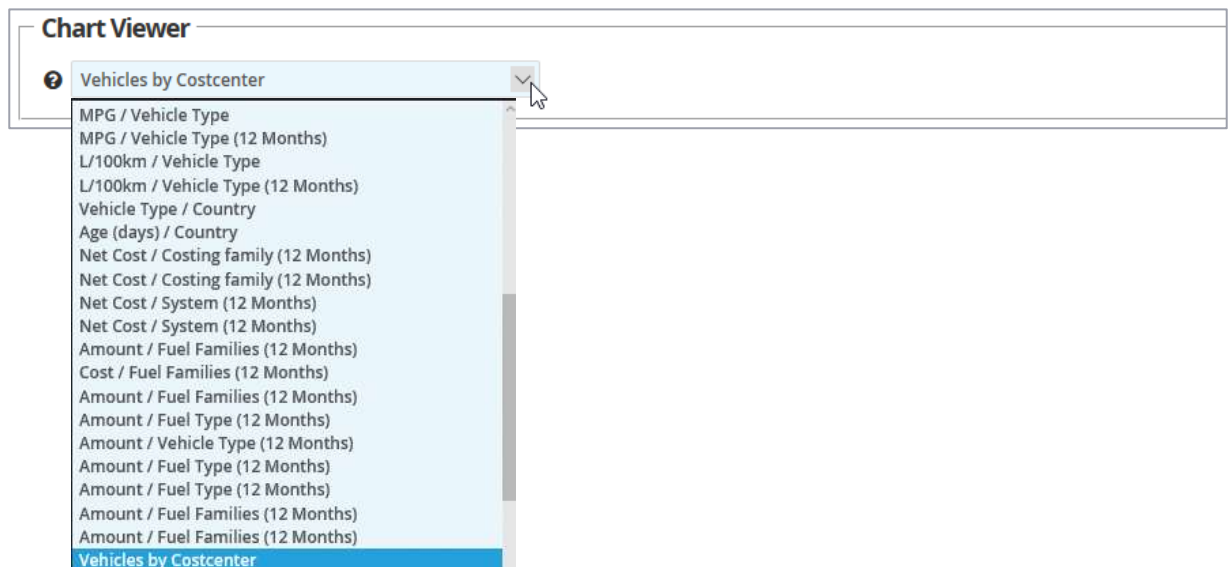 Chart Viewer
Vehicles by Costcenter
MPG / Vehicle Type
MPG / Vehicle Type (12 Months)
L/100km / Vehicle Type
L/100km / Vehicle Type (12 Months)
Vehicle Type / Country
Age (days) / Country
Net Cost / Costing family (12 Months)
Net Cost / Costing family (12 Months)
Net Cost / System (12 Months)
Net Cost / System (12 Months)
Amount / Fuel Families (12 Months)
Cost / Fuel Families (12 Months)
Amount / Fuel Families (12 Months)
Amount / Fuel Type (12 Months)
Amount / Vehicle Type (12 Months)
Amount / Fuel Type (12 Months)
Amount / Fuel Type (12 Months)
Amount / Fuel Families (12 Months)
Amount / Fuel Families (12 Months)
Vehicles by Costcenter